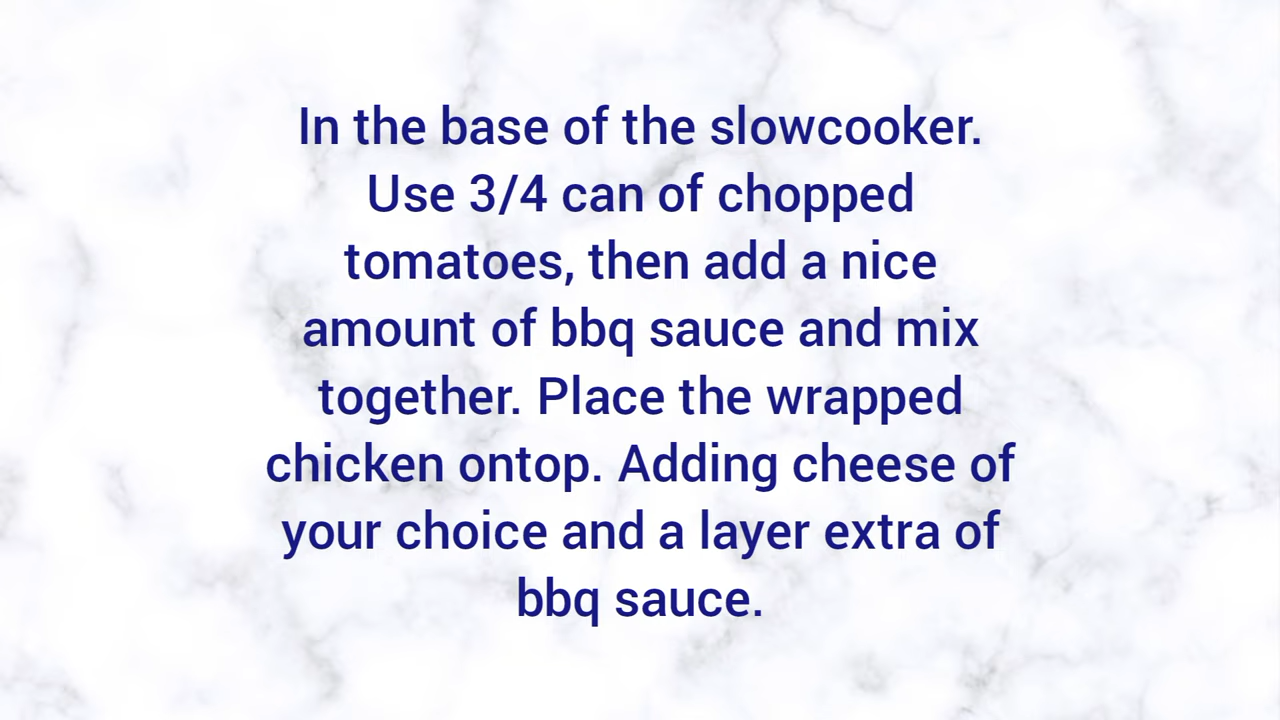 In the base of the slowcooker.
Use 3/4 can of chopped
tomatoes, then add a nice
amount of bbq sauce and mix
together. Place the wrapped
chicken ontop. Adding cheese of
your choice and a layer extra of
bbq sauce.